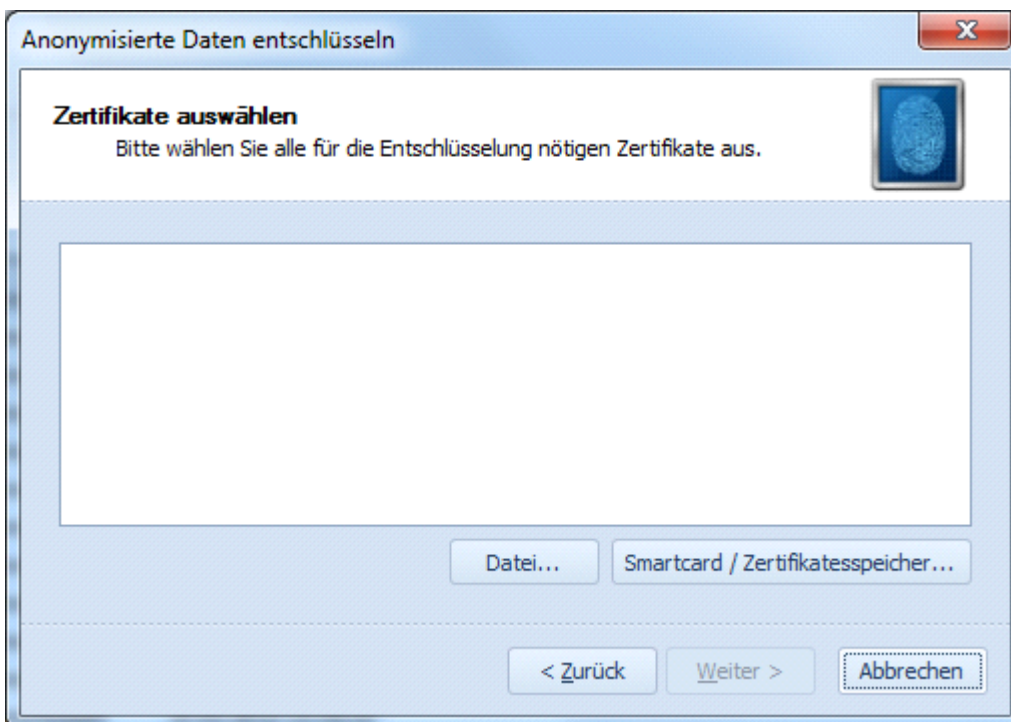 Anonymisierte Daten entschlüsseln
Zertifikate auswählen
Bitte wählen Sie alle für die Entschlüsselung nötigen Zertifikate aus.
Datei...
Smartcard / Zertifikatesspeicher...
< Zurück
Weiter >
Abbrechen